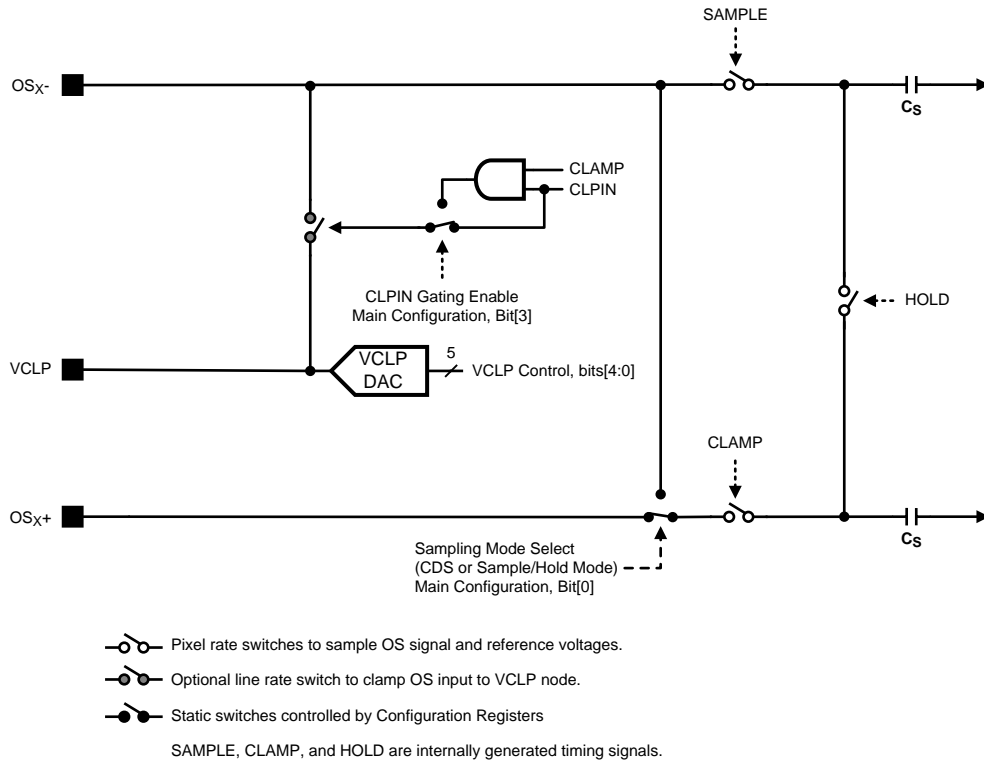 SAMPLE
OSX-
CS
CLAMP
CLPIN
CLPIN Gating Enable
Main Configuration, Bit[3]
HOLD
VCLP
VCLP
DAC
5
VCLP Control, bits[4:0]
CLAMP
OSX+
CS
Sampling Mode Select
(CDS or Sample/Hold Mode)
Main Configuration, Bit[0]
Pixel rate switches to sample OS signal and reference voltages.
Optional line rate switch to clamp OS input to VCLP node.
Static switches controlled by Configuration Registers
SAMPLE, CLAMP, and HOLD are internally generated timing signals.